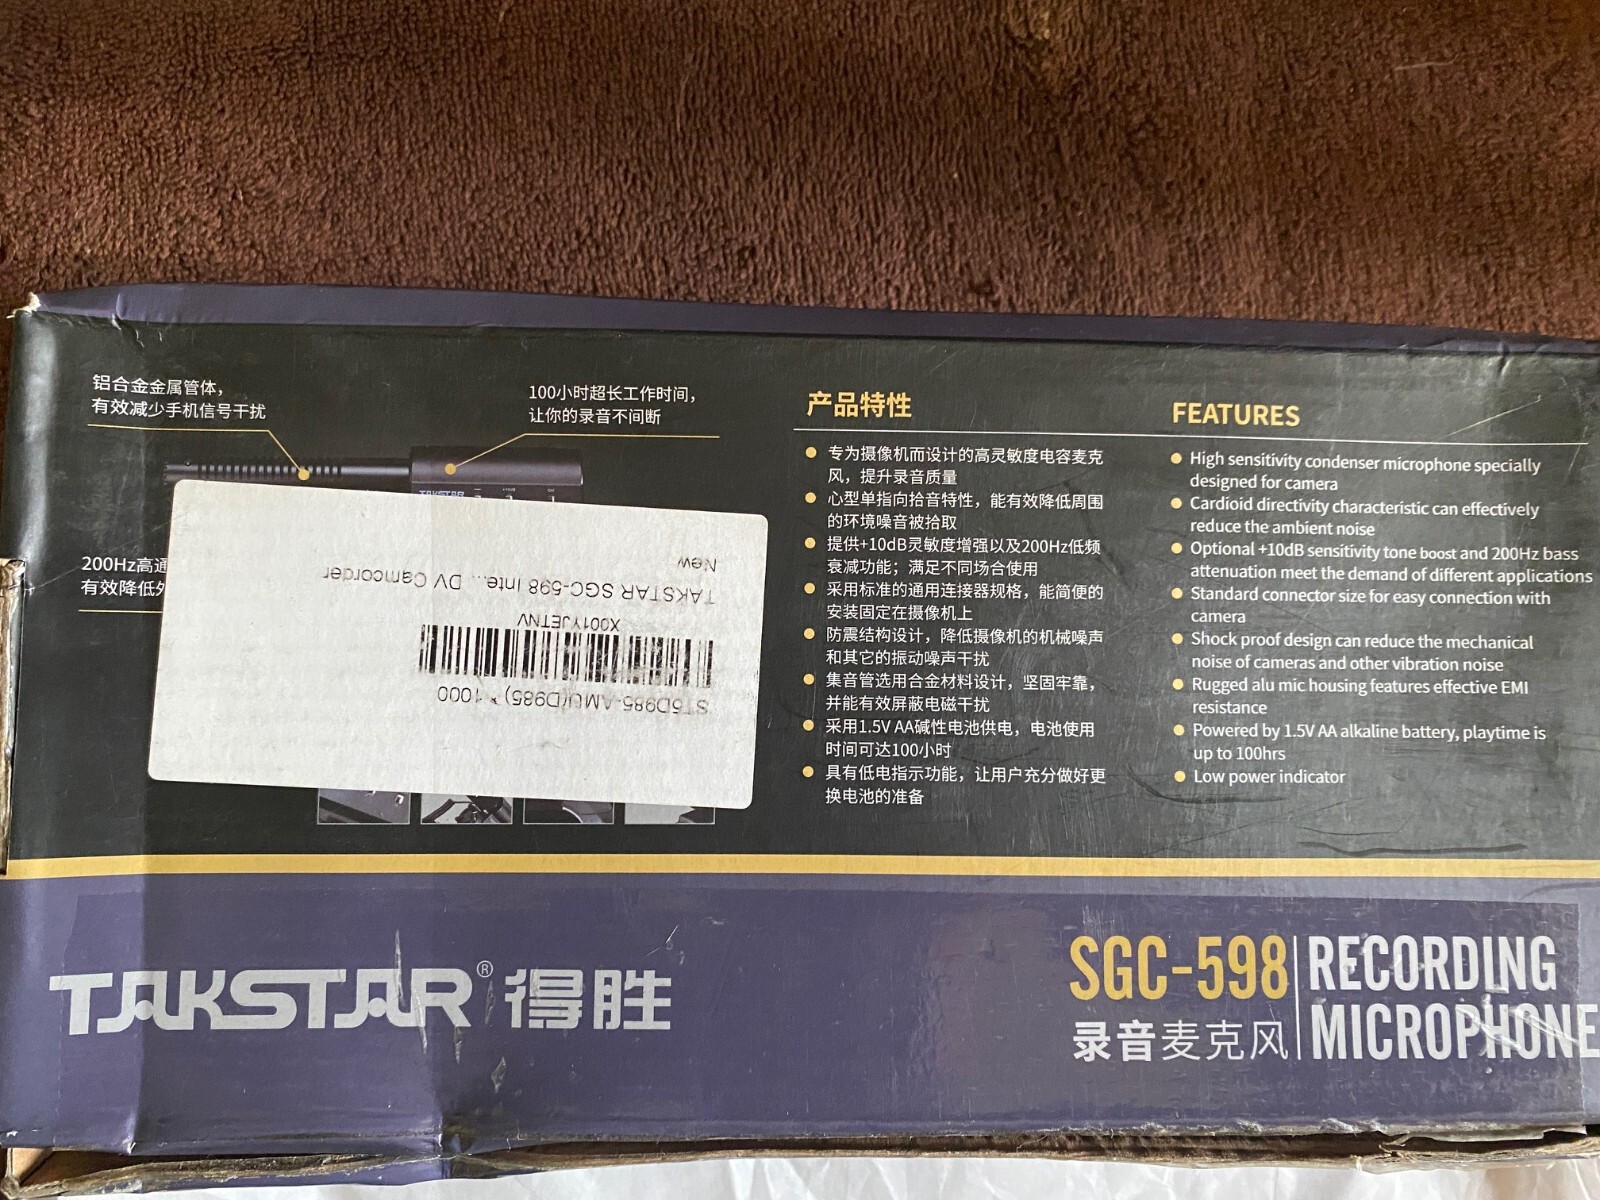 铝合金金属管体，
有效减少手机信号干扰
100小时超长工作时间，
让你的录音不间断
200Hz高通
有效降低外
TAKSTAR
New
TAKSTAR SGC-598 Inte... DV Camcorder
X001YJETNV
ST5D985-AMU(D985) * 1000
产品特性
专为摄像机而设计的高灵敏度电容麦克
风，提升录音质量
心型单指向拾音特性，能有效降低周围
的环境噪音被拾取
提供+10dB灵敏度增强以及200Hz低频
衰减功能；满足不同场合使用
采用标准的通用连接器规格，能简便的
安装固定在摄像机上
防震结构设计，降低摄像机的机械噪声
和其它的振动噪声干扰
集音管选用合金材料设计，坚固牢靠，
并能有效屏蔽电磁干扰
采用1.5V AA碱性电池供电，电池使用
时间可达100小时
具有低电指示功能，让用户充分做好更
换电池的准备
FEATURES
High sensitivity condenser microphone specially
designed for camera
Cardioid directivity characteristic can effectively
reduce the ambient noise
Optional +10dB sensitivity tone boost and 200Hz bass
attenuation meet the demand of different applications
Standard connector size for easy connection with
camera
Shock proof design can reduce the mechanical
noise of cameras and other vibration noise
Rugged alu mic housing features effective EMI
resistance
Powered by 1.5V AA alkaline battery, playtime is
up to 100hrs
Low power indicator
TAKSTAR® 得胜
SGC-598
录音麦克风
RECORDING
MICROPHONE